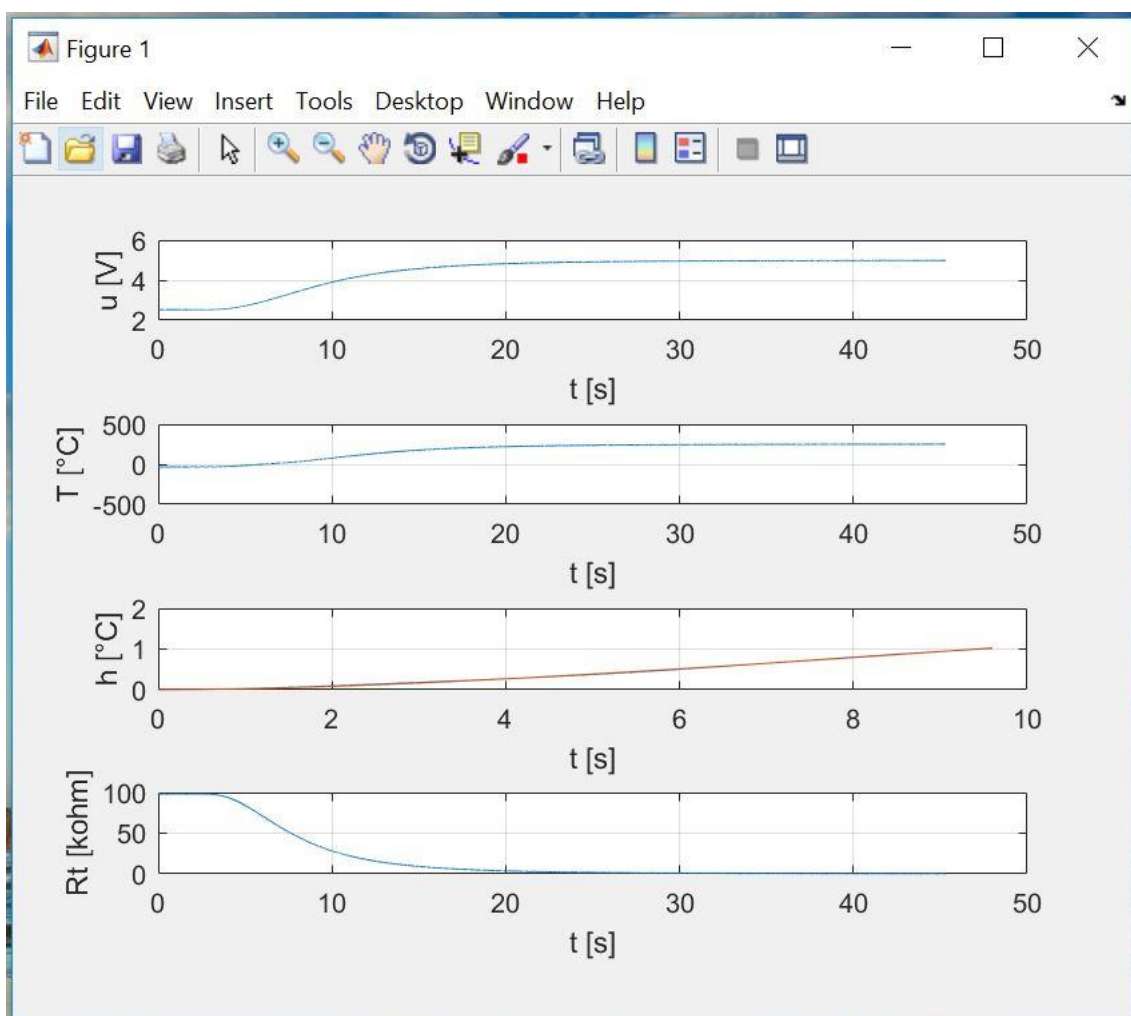 Figure 1
File Edit View Insert Tools Desktop Window Help
u [V]
6
4
2
0 10 20 30 40 50
t [s]
T [°C]
500
0
-500
0 10 20 30 40 50
t [s]
h [°C]
2
1
0
0 2 4 6 8 10
t [s]
Rt [kohm]
100
50
0
0 10 20 30 40 50
t [s]